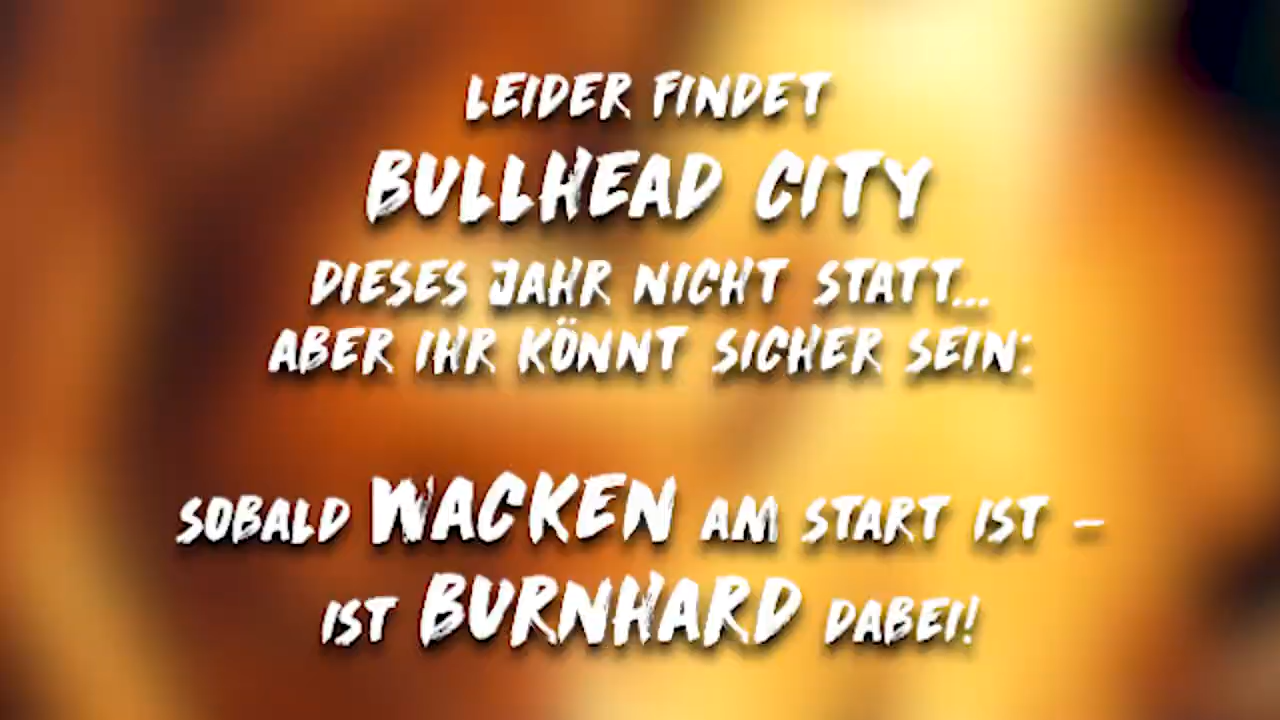 LEIDER FINDET
BULLHEAD CITY
DIESES JAHR NICHT STATT...
ABER IHR KÖNNT SICHER SEIN:
SOBALD WACKEN AM START IST –
IST BURNHARD DABEI!